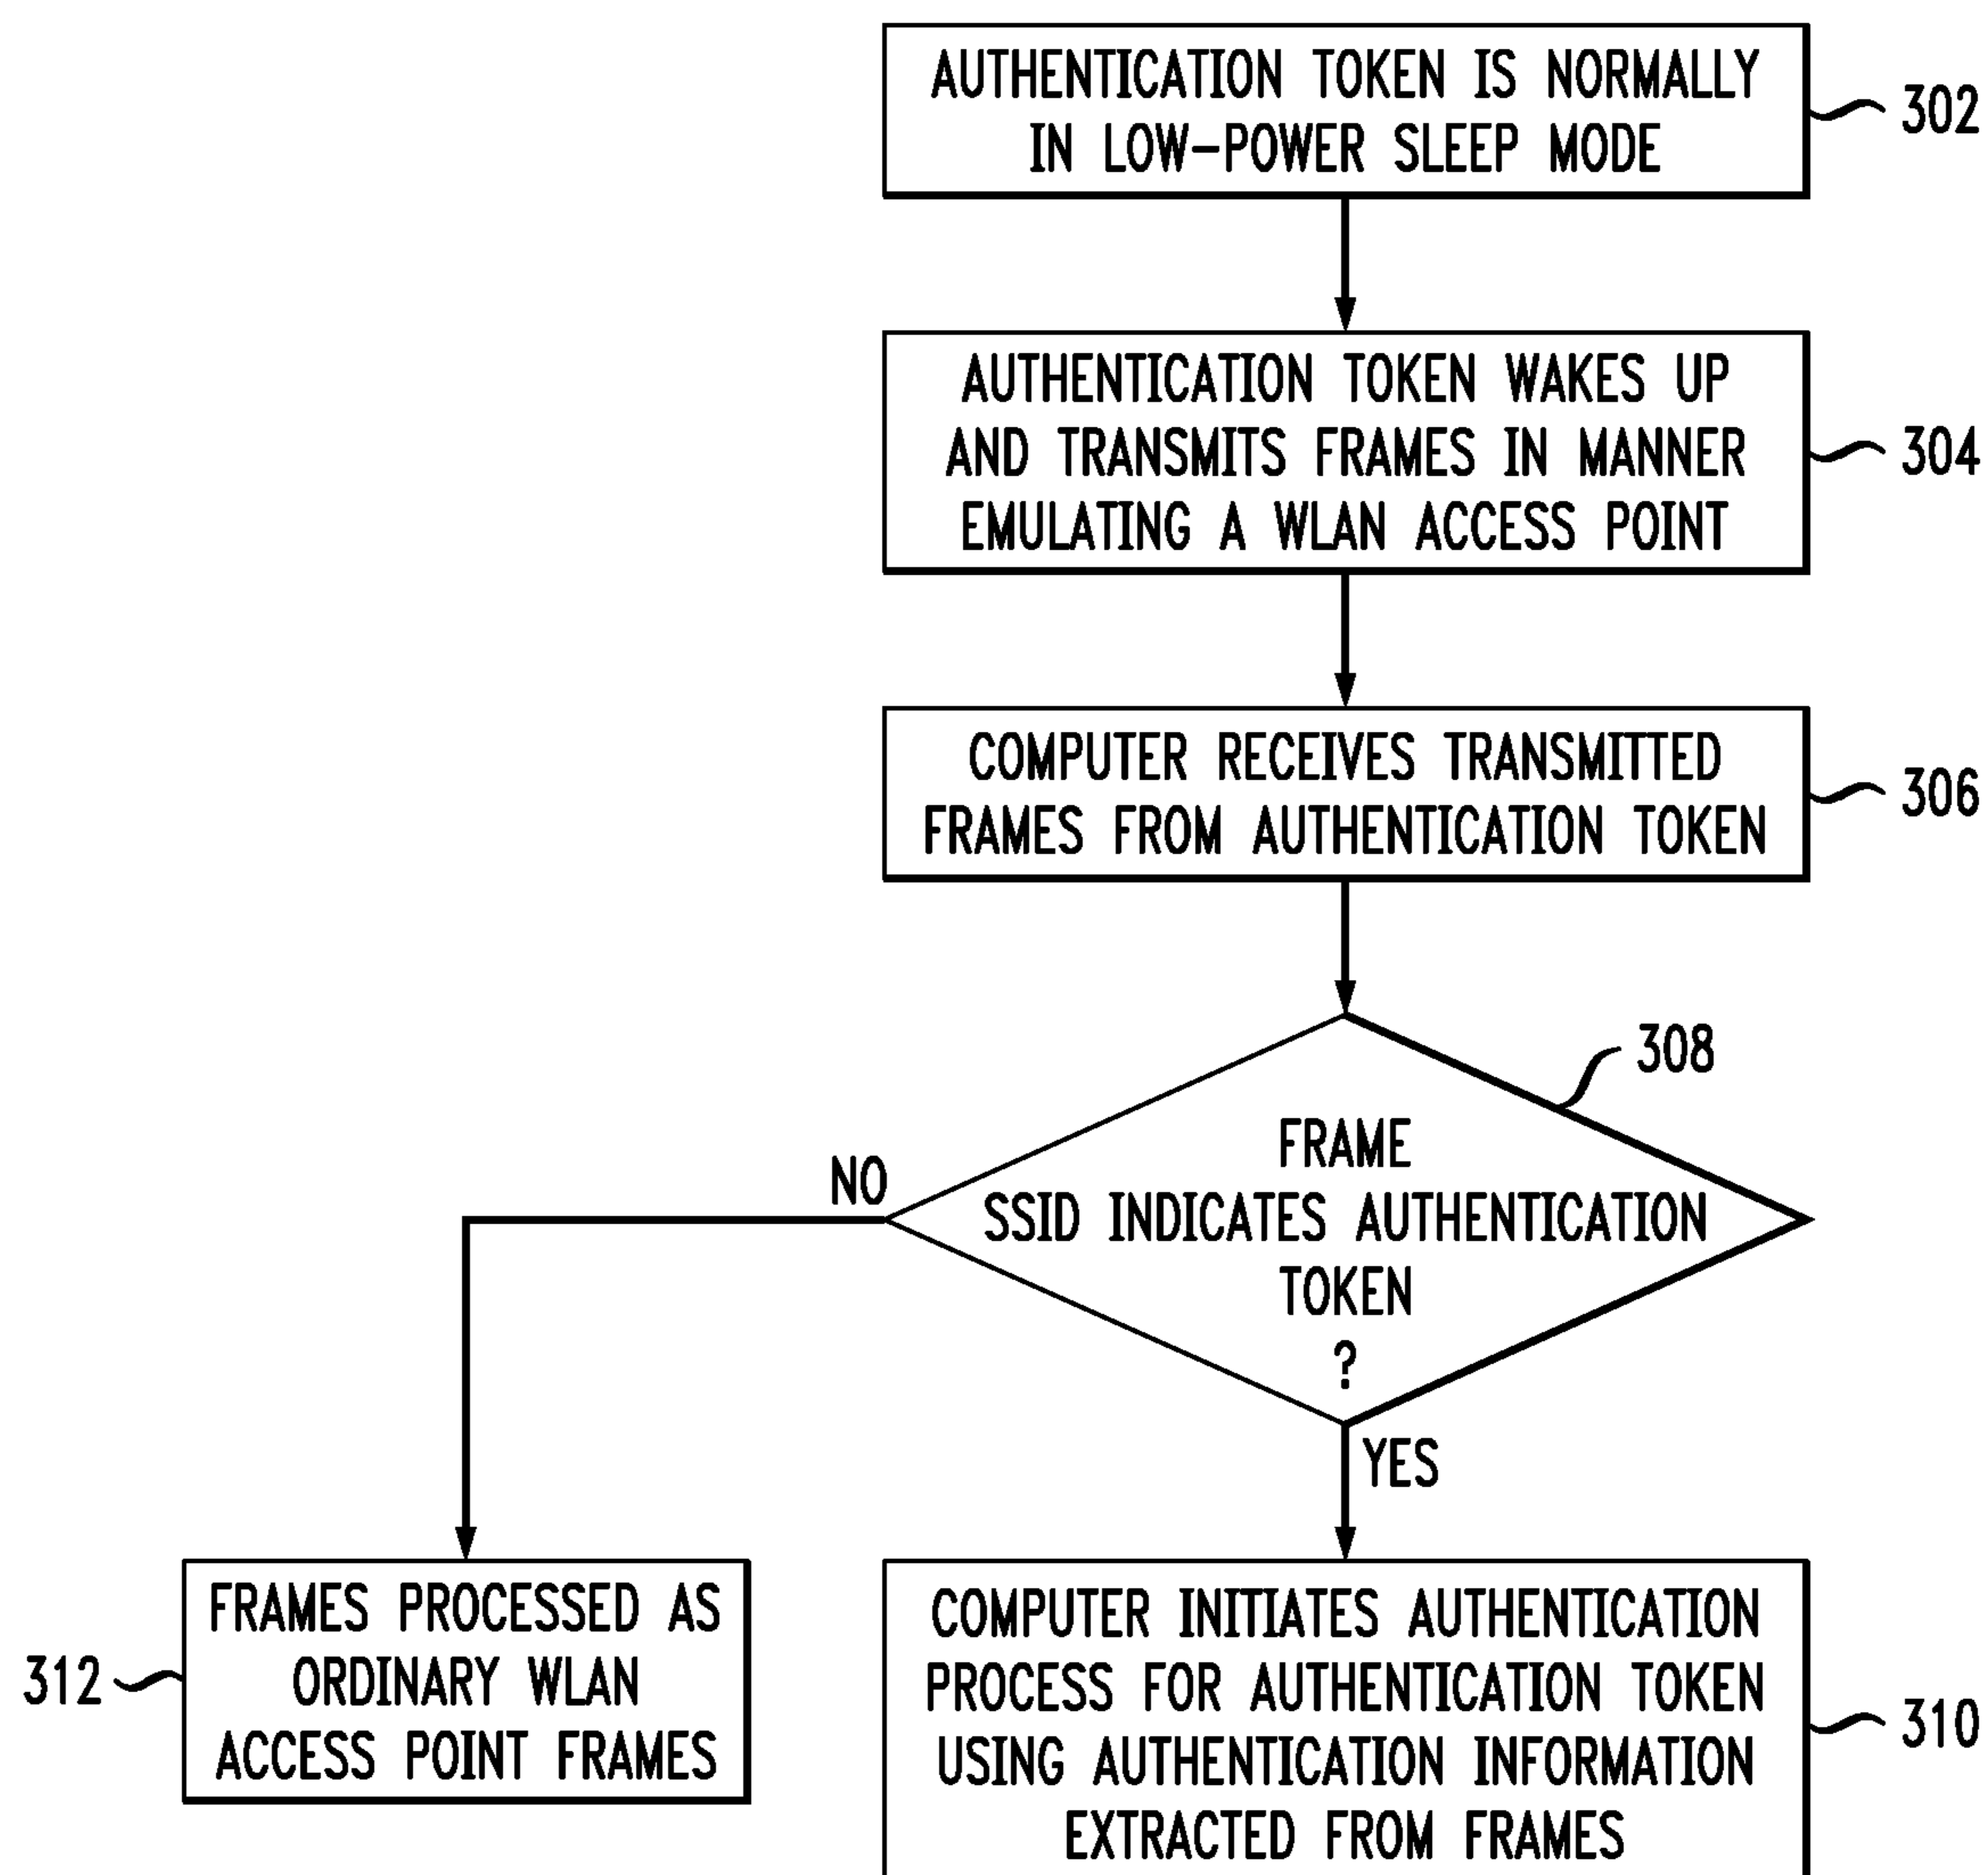 AUTHENTICATION TOKEN IS NORMALLY
IN LOW-POWER SLEEP MODE
302
AUTHENTICATION TOKEN WAKES UP
AND TRANSMITS FRAMES IN MANNER
EMULATING A WLAN ACCESS POINT
304
COMPUTER RECEIVES TRANSMITTED
FRAMES FROM AUTHENTICATION TOKEN
306
308
FRAME
SSID INDICATES AUTHENTICATION
TOKEN
?
NO
YES
FRAMES PROCESSED AS
ORDINARY WLAN
ACCESS POINT FRAMES
312
COMPUTER INITIATES AUTHENTICATION
PROCESS FOR AUTHENTICATION TOKEN
USING AUTHENTICATION INFORMATION
EXTRACTED FROM FRAMES
310